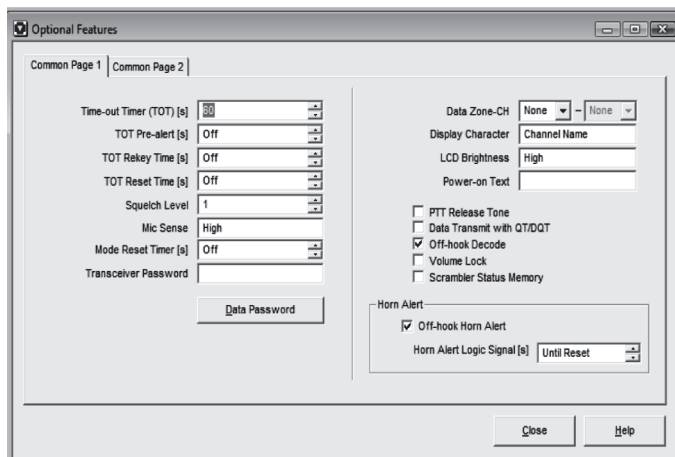 Optional Features
Common Page 1
Common Page 2
Time-out Timer (TOT) [s] 60
TOT Pre-alert [s] Off
TOT Rekey Time [s] Off
TOT Reset Time [s] Off
Squelch Level 1
Mic Sense High
Mode Reset Timer [s] Off
Transceiver Password
Data Password
Data Zone-CH None - None
Display Character Channel Name
LCD Brightness High
Power-on Text
PTT Release Tone
Data Transmit with QT/DQT
Off-hook Decode
Volume Lock
Scrambler Status Memory
Horn Alert
Off-hook Horn Alert
Horn Alert Logic Signal [s] Until Reset
Close
Help